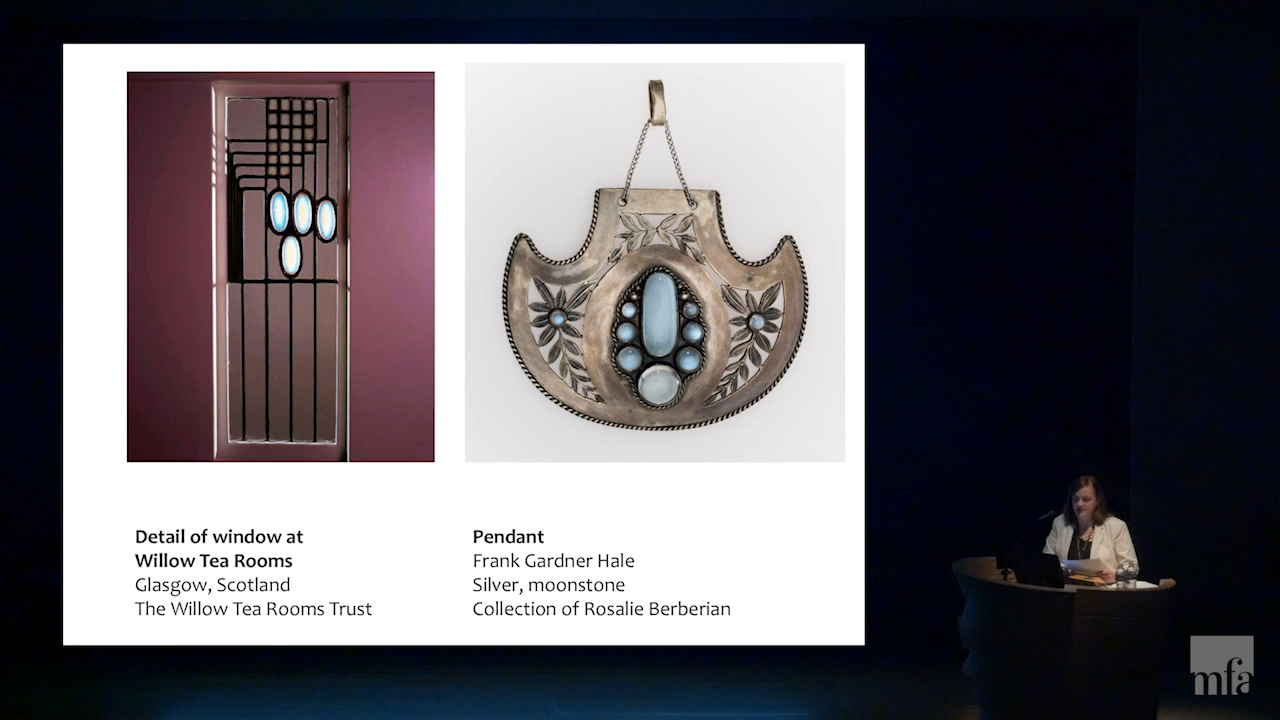 Detail of window at
Willow Tea Rooms
Glasgow, Scotland
The Willow Tea Rooms Trust
Pendant
Frank Gardner Hale
Silver, moonstone
Collection of Rosalie Berberian
mfa